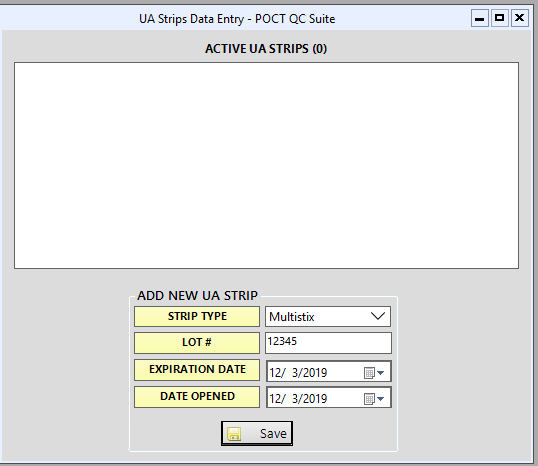 UA Strips Data Entry - POCT QC Suite
ACTIVE UA STRIPS (0)
ADD NEW UA STRIP
STRIP TYPE Multistix
LOT # 12345
EXPIRATION DATE 12/ 3/2019
DATE OPENED 12/ 3/2019
Save